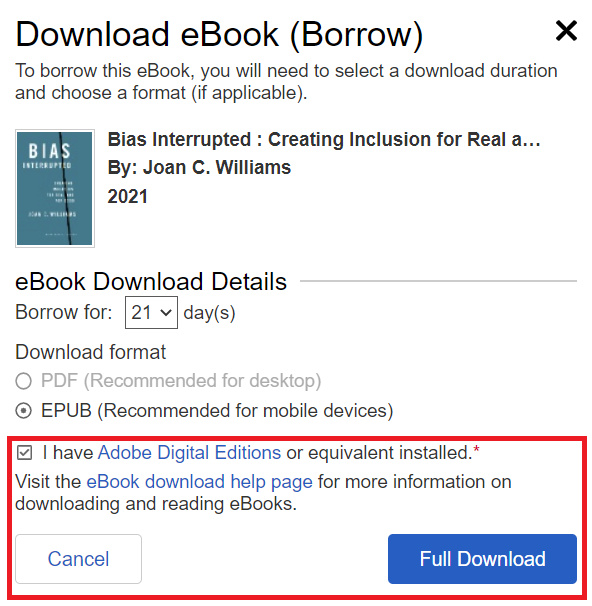 Download eBook (Borrow)
To borrow this eBook, you will need to select a download duration
and choose a format (if applicable).
BIAS
INTERRUPTED
JOAN C. WILLIAMS
Bias Interrupted : Creating Inclusion for Real a…
By: Joan C. Williams
2021
eBook Download Details
Borrow for: 21 day(s)
Download format
PDF (Recommended for desktop)
EPUB (Recommended for mobile devices)
I have Adobe Digital Editions or equivalent installed.*
Visit the eBook download help page for more information on
downloading and reading eBooks.
Cancel Full Download